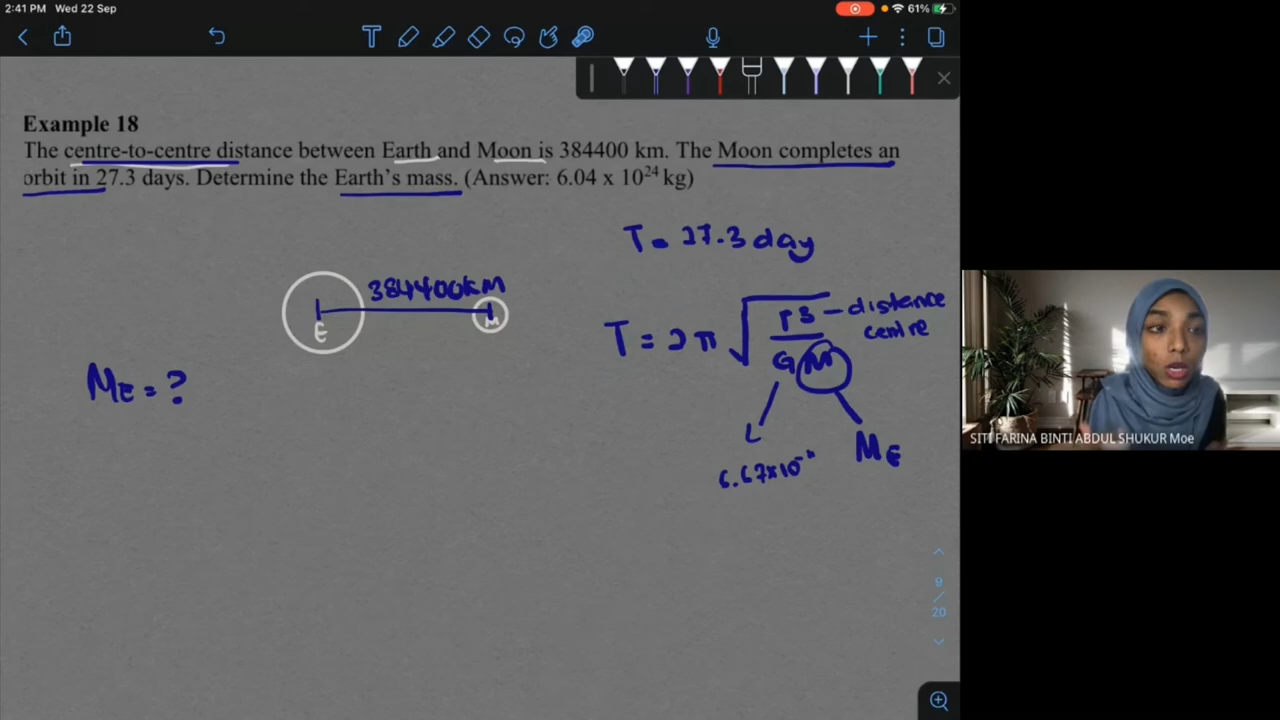 2:41 PM Wed 22 Sep
61%
Example 18
The centre-to-centre distance between Earth and Moon is 384400 km. The Moon completes an
orbit in 27.3 days. Determine the Earth's mass. (Answer: 6.04 x 10²⁴ kg)
T = 27.3 day
384400KM
E
M
T = 2π √ r3 - distance
centre
GM
ME = ?
ME
6.67x10
SITI FARINA BINTI ABDUL SHUKUR Moe
9
/
20